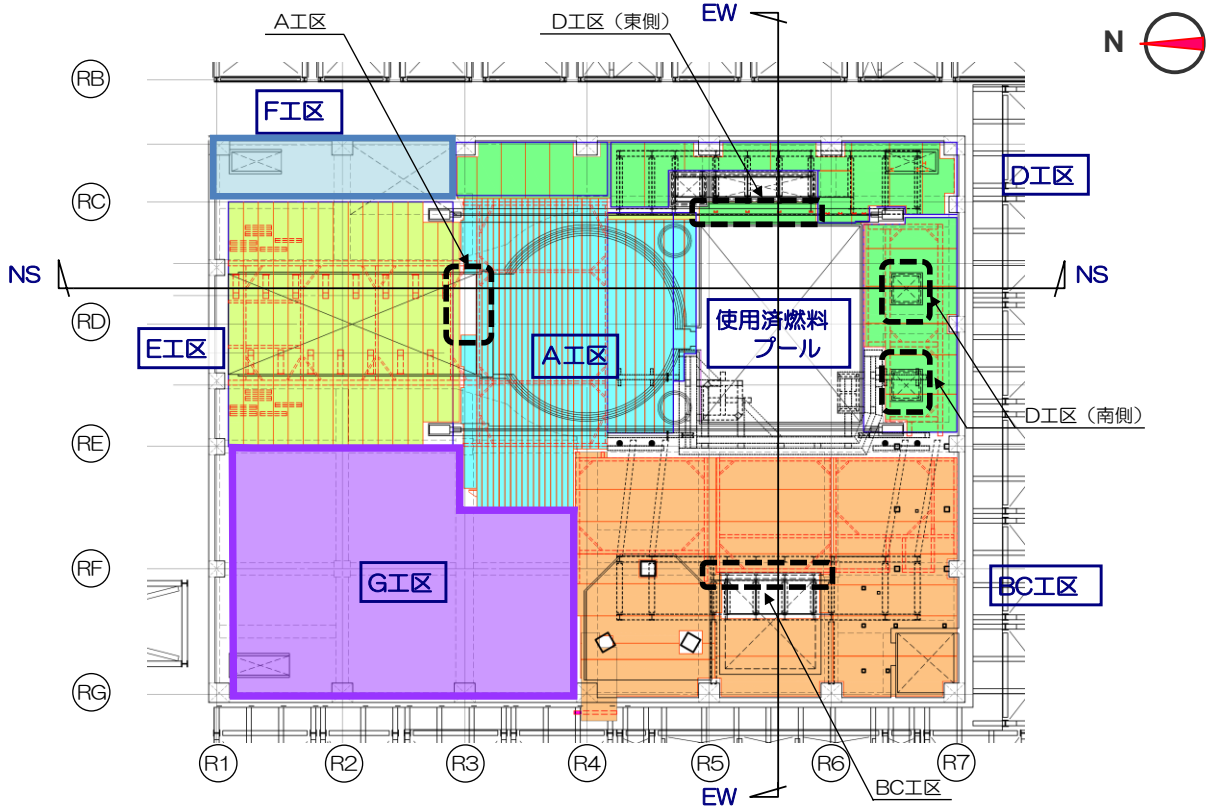 EW
A工区
D工区（東側）
N
RB
F工区
D工区
RC
NS
NS
RD
使用済燃料
プール
E工区
A工区
D工区（南側）
RE
RF
G工区
BC工区
RG
R1
R2
R3
R4
R5
R6
R7
EW
BC工区